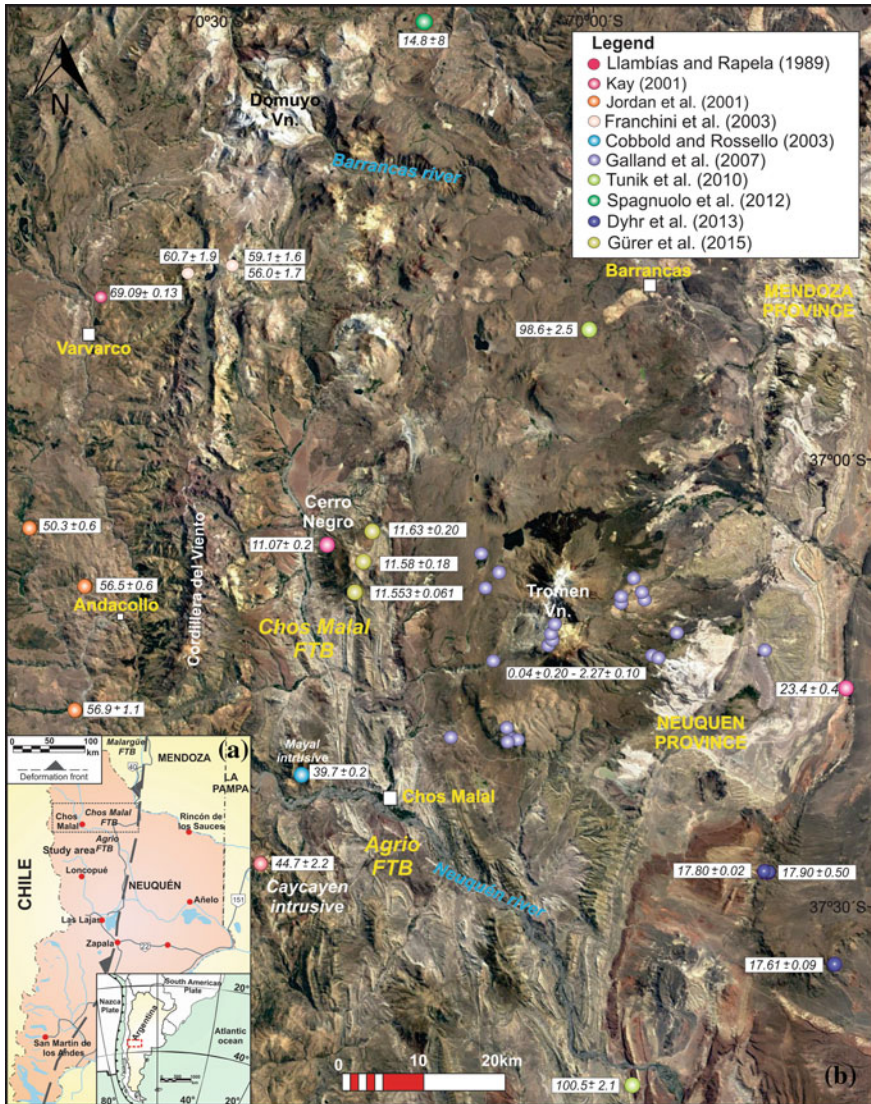 70º30´S
70º00´S
14.8 ± 8
N
Domuyo
Vn.
Barrancas river
Legend
Llambías and Rapela (1989)
Kay (2001)
Jordan et al. (2001)
Franchini et al. (2003)
Cobbold and Rossello (2003)
Galland et al. (2007)
Tunik et al. (2010)
Spagnuolo et al. (2012)
Dyhr et al. (2013)
Gürer et al. (2015)
60.7 ± 1.9
59.1 ± 1.6
56.0 ± 1.7
69.09± 0.13
Varvarco
Barrancas
MENDOZA
PROVINCE
98.6 ± 2.5
37º00´S
50.3 ± 0.6
Cordillera del Viento
Cerro
Negro
11.07± 0.2
11.63 ±0.20
11.58 ±0.18
11.553 ±0.061
56.5 ± 0.6
Andacollo
Chos Malal
FTB
Tromen
Vn.
0.04 ±0.20 - 2.27± 0.10
23.4 ± 0.4
56.9 ± 1.1
NEUQUEN
PROVINCE
Mayal
intrusive
39.7 ± 0.2
Chos Malal
44.7 ± 2.2
Caycayen
intrusive
Agrio
FTB
Neuquén river
17.80 ± 0.02
17.90 ± 0.50
37º30´S
17.61 ± 0.09
0 10 20km
100.5 ± 2.1
(b)
0 50 100
km
Deformation front
(a)
Malargüe
FTB
40
MENDOZA
LA
PAMPA
Chos
Malal
Chos Malal
FTB
Rincón de
los Sauces
Agrio
FTB
Study area
Loncopué
CHILE
NEUQUÉN
Añelo
151
Las Lajas
Zapala
22
San Martín de
los Andes
South American
Plate
Nazca
Plate
20°
Argentina
Atlantic
ocean
40°
80°
40°
20°